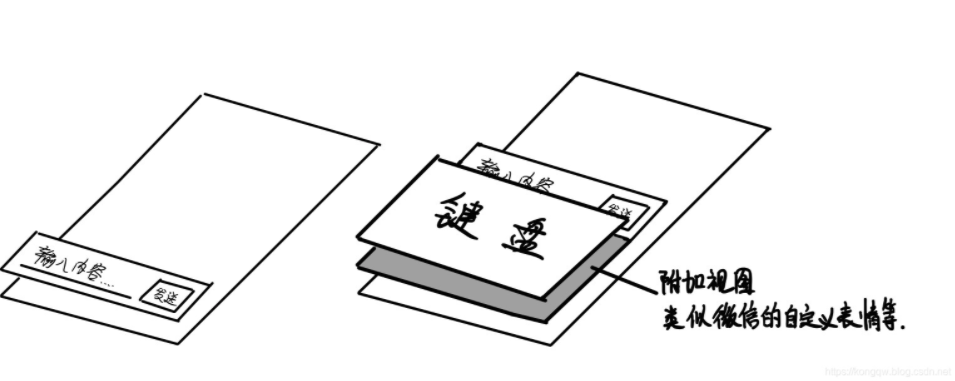 输入内容....
发送
输入内容
发送
键盘
附加视图
类似微信的自定义表情等.
https://kongqw.blog.csdn.net